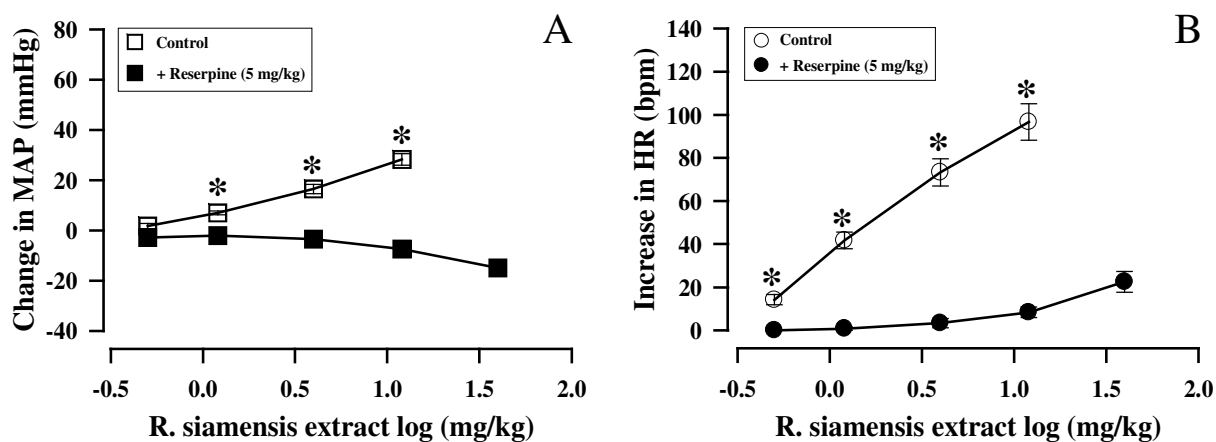 A
Control
+ Reserpine (5 mg/kg)
Change in MAP (mmHg)
80
60
40
20
0
-20
-40
*
*
*
-0.5 0.0 0.5 1.0 1.5 2.0
R. siamensis extract log (mg/kg)
B
Control
+ Reserpine (5 mg/kg)
Increase in HR (bpm)
140
120
100
80
60
40
20
0
*
*
*
*
-0.5 0.0 0.5 1.0 1.5 2.0
R. siamensis extract log (mg/kg)